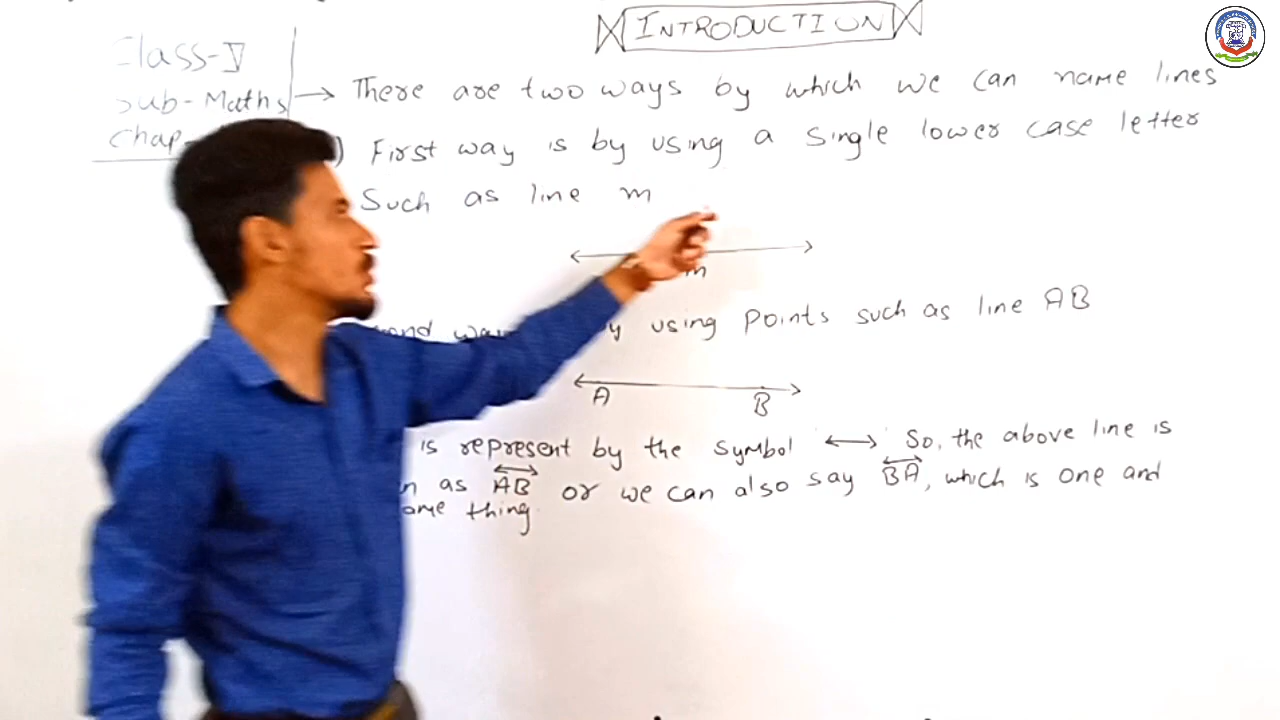 INTRODUCTION
Class-V
Sub-Maths
Chap-
→ There are two ways by which we can name lines
) First way is by using a single lower case letter
Such as line m
m
way by using points such as line AB
A B
is represent by the symbol ↔ So, the above line is
as AB or we can also say BA, which is one and
thing